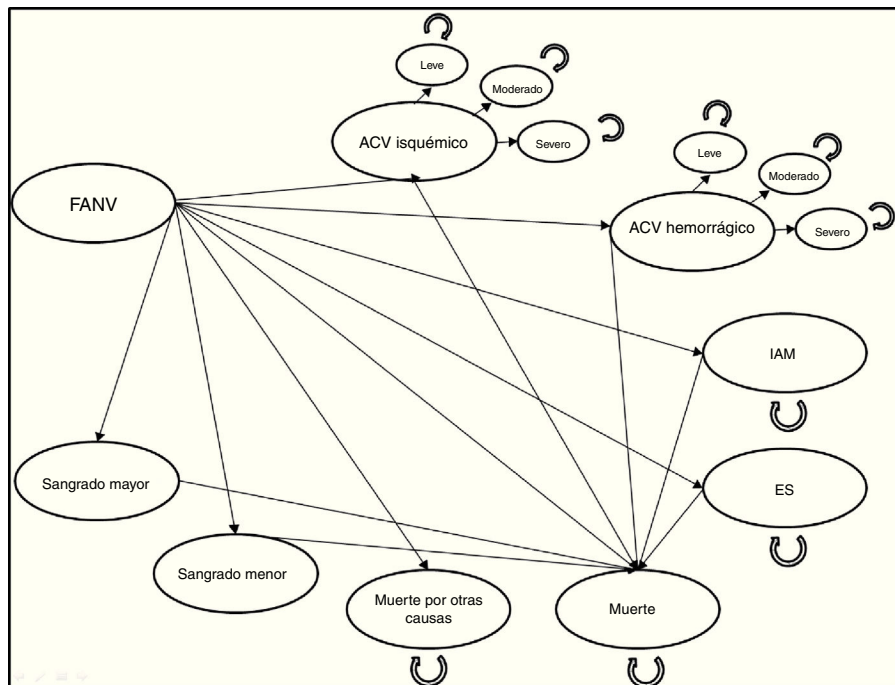 Leve
Moderado
ACV isquémico
Severo
Leve
Moderado
FANV
ACV hemorrágico
Severo
IAM
Sangrado mayor
ES
Sangrado menor
Muerte por otras
causas
Muerte